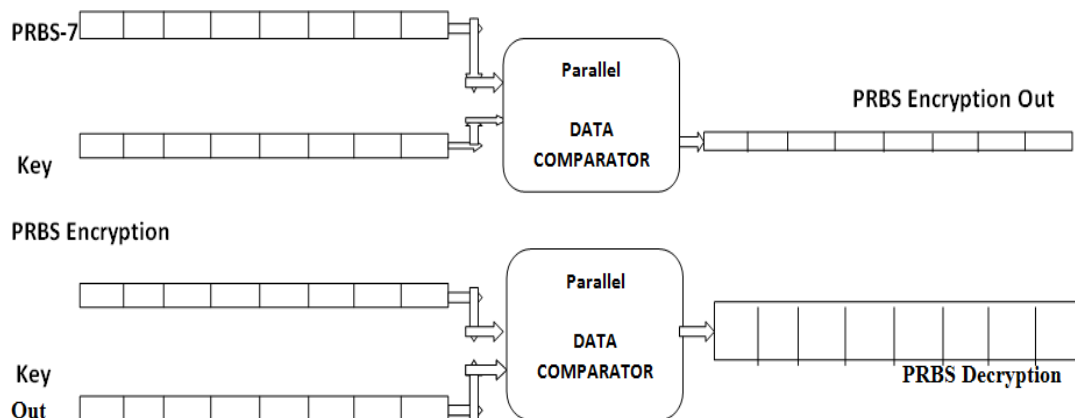 PRBS-7
Parallel
DATA
COMPARATOR
PRBS Encryption Out
Key
PRBS Encryption
Parallel
DATA
COMPARATOR
PRBS Decryption
Key
Out